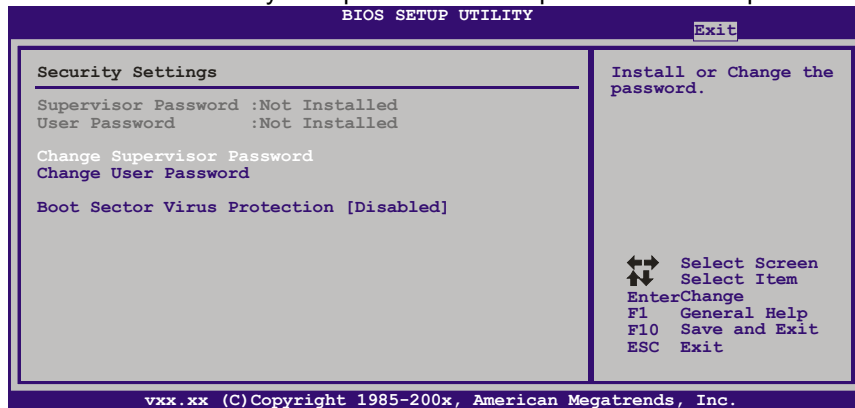 BIOS SETUP UTILITY
Exit
Security Settings
Supervisor Password :Not Installed
User Password :Not Installed
Change Supervisor Password
Change User Password
Boot Sector Virus Protection [Disabled]
Install or Change the
password.
Select Screen
Select Item
EnterChange
F1 General Help
F10 Save and Exit
ESC Exit
vxx.xx (C)Copyright 1985-200x, American Megatrends, Inc.